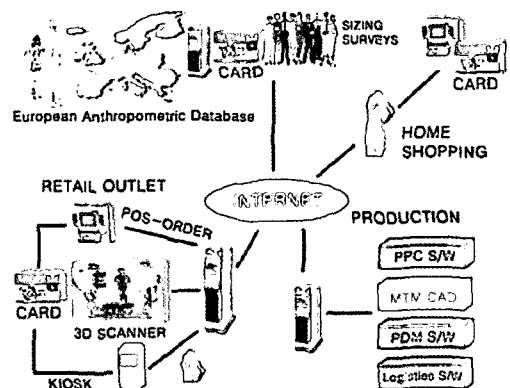 SIZING
SURVEYS
CARD
CARD
European Anthropometric Database
HOME
SHOPPING
RETAIL OUTLET
INTERNET
POS-ORDER
PRODUCTION
PPC S/W
MTM CAD
CARD
3D SCANNER
PDM S/W
KIOSK
Logistics S/W